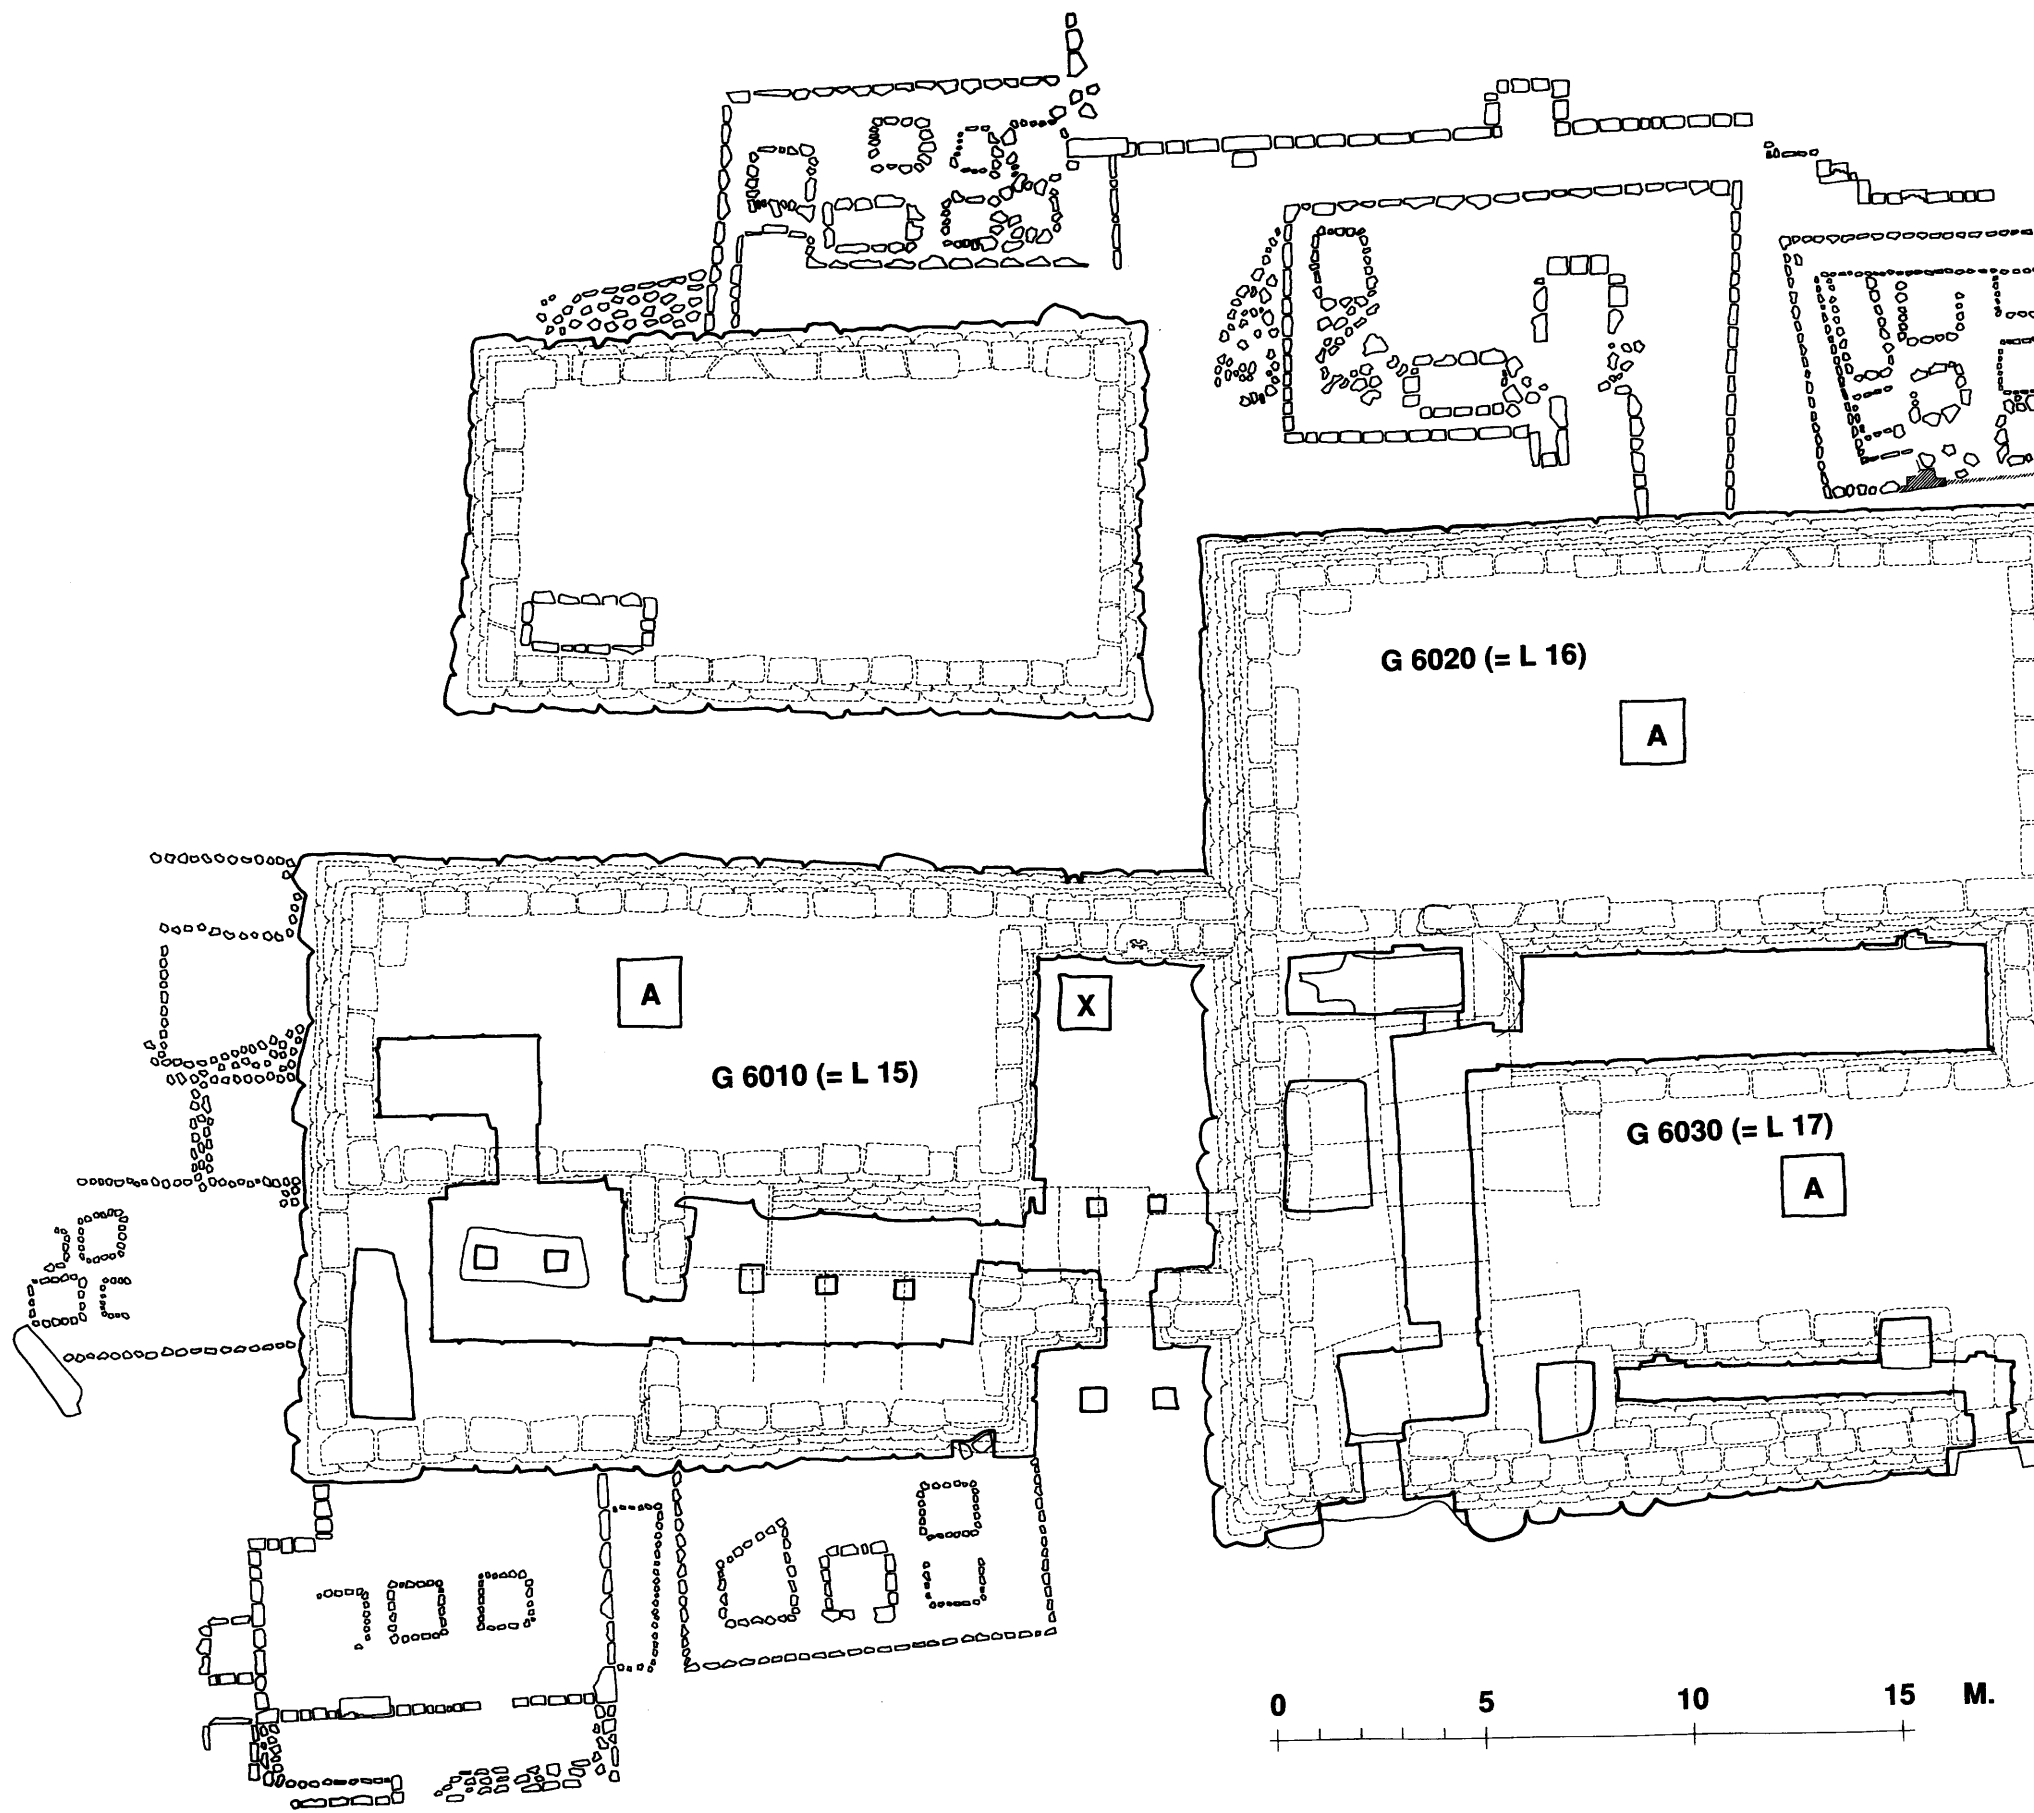 G 6020 (= L 16)
A
A
X
G 6010 (= L 15)
G 6030 (= L 17)
A
0 5 10 15 M.